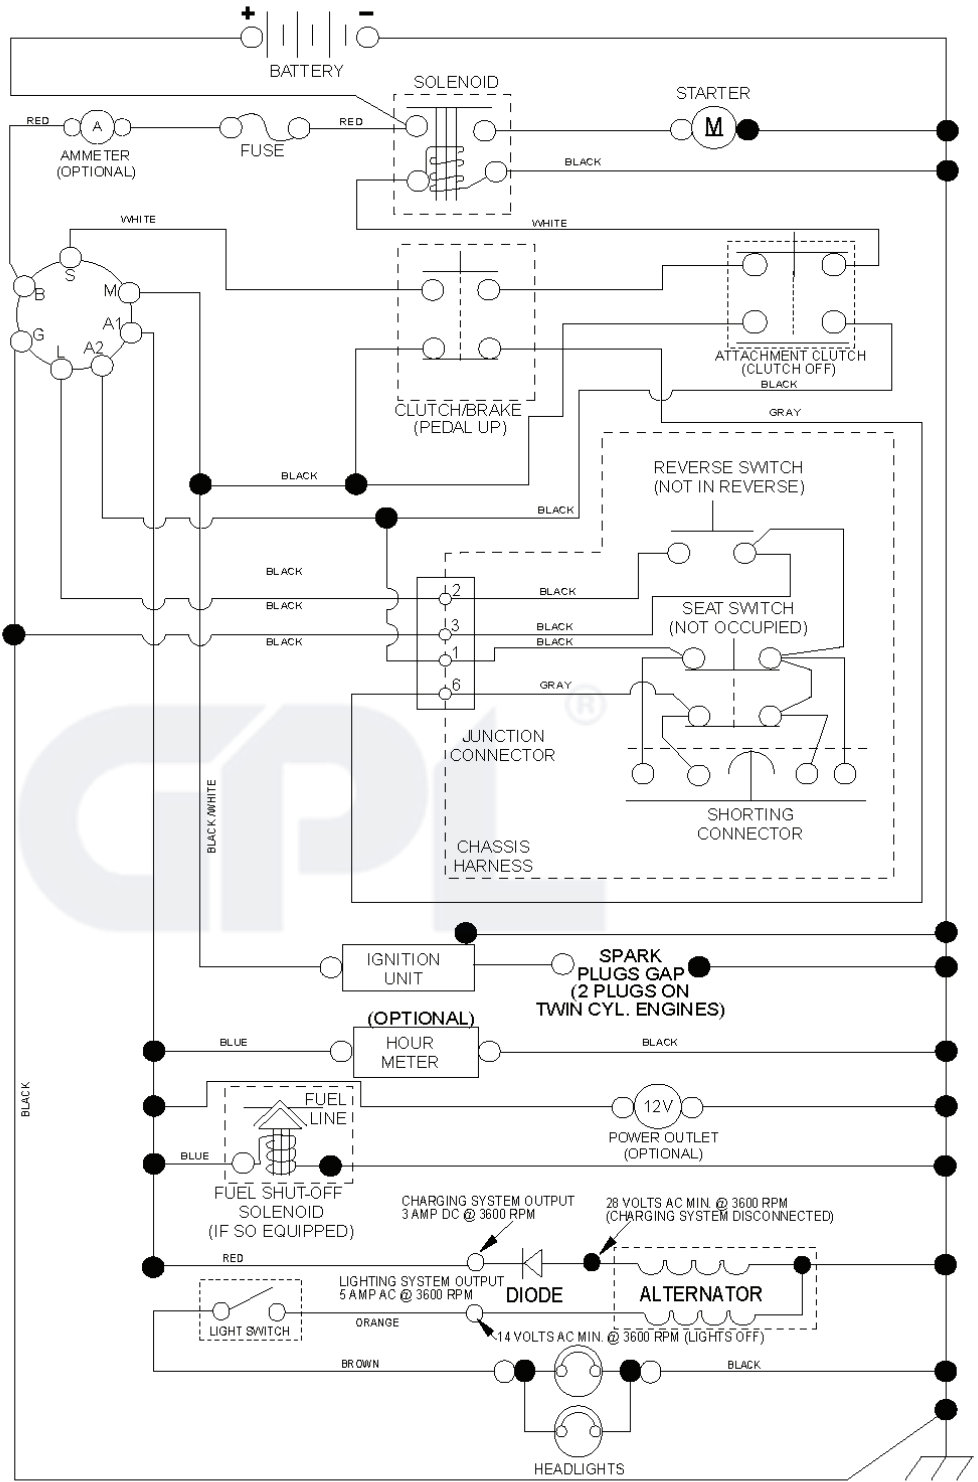 + −
BATTERY
SOLENOID
STARTER
RED
A
RED
M
AMMETER
(OPTIONAL)
FUSE
BLACK
WHITE
WHITE
S
B
M
G
A1
L
A2
ATTACHMENT CLUTCH
(CLUTCH OFF)
BLACK
CLUTCH/BRAKE
(PEDAL UP)
GRAY
REVERSE SWITCH
(NOT IN REVERSE)
BLACK
BLACK
BLACK
2
BLACK
BLACK
SEAT SWITCH
(NOT OCCUPIED)
3
BLACK
BLACK
1
BLACK
6
GRAY
®
GPL
JUNCTION
CONNECTOR
BLACK/WHITE
SHORTING
CONNECTOR
CHASSIS
HARNESS
IGNITION
UNIT
SPARK
PLUGS GAP
(2 PLUGS ON
TWIN CYL. ENGINES)
(OPTIONAL)
HOUR
METER
BLUE
BLACK
BLACK
FUEL
LINE
12V
POWER OUTLET
(OPTIONAL)
BLUE
FUEL SHUT-OFF
SOLENOID
(IF SO EQUIPPED)
CHARGING SYSTEM OUTPUT
3 AMP DC @ 3600 RPM
28 VOLTS AC MIN. @ 3600 RPM
(CHARGING SYSTEM DISCONNECTED)
RED
LIGHTING SYSTEM OUTPUT
5 AMP AC @ 3600 RPM
DIODE
ALTERNATOR
LIGHT SWITCH
ORANGE
14 VOLTS AC MIN. @ 3600 RPM (LIGHTS OFF)
BROWN
BLACK
HEADLIGHTS